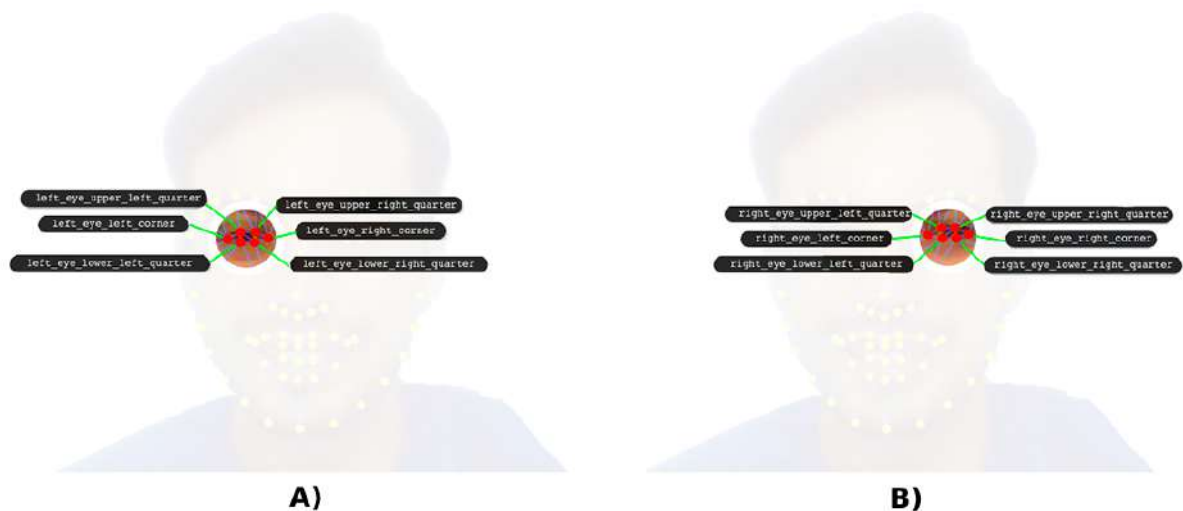 left_eye_upper_left_quarter
left_eye_upper_right_quarter
left_eye_left_corner
left_eye_right_corner
left_eye_lower_left_quarter
left_eye_lower_right_quarter
A)
right_eye_upper_left_quarter
right_eye_upper_right_quarter
right_eye_left_corner
right_eye_right_corner
right_eye_lower_left_quarter
right_eye_lower_right_quarter
B)